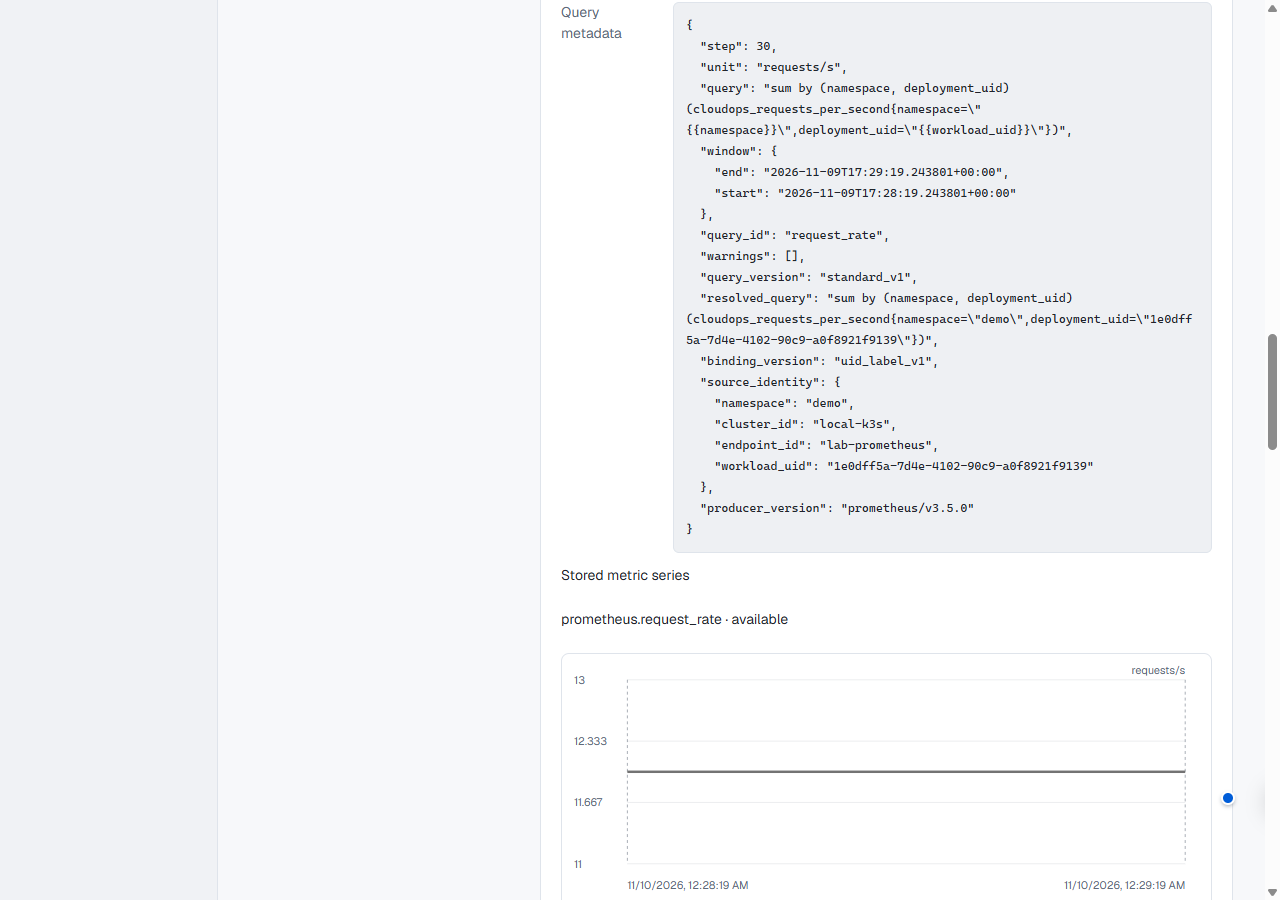 Query
metadata
{
  "step": 30,
  "unit": "requests/s",
  "query": "sum by (namespace, deployment_uid)
(cloudops_requests_per_second{namespace=\"
{{namespace}}\",deployment_uid=\"{{workload_uid}}\"})",
  "window": {
    "end": "2026-11-09T17:29:19.243801+00:00",
    "start": "2026-11-09T17:28:19.243801+00:00"
  },
  "query_id": "request_rate",
  "warnings": [],
  "query_version": "standard_v1",
  "resolved_query": "sum by (namespace, deployment_uid)
(cloudops_requests_per_second{namespace=\"demo\",deployment_uid=\"1e0dff
5a-7d4e-4102-90c9-a0f8921f9139\"})",
  "binding_version": "uid_label_v1",
  "source_identity": {
    "namespace": "demo",
    "cluster_id": "local-k3s",
    "endpoint_id": "lab-prometheus",
    "workload_uid": "1e0dff5a-7d4e-4102-90c9-a0f8921f9139"
  },
  "producer_version": "prometheus/v3.5.0"
}
Stored metric series
prometheus.request_rate · available
requests/s
13
12.333
11.667
11
11/10/2026, 12:28:19 AM
11/10/2026, 12:29:19 AM